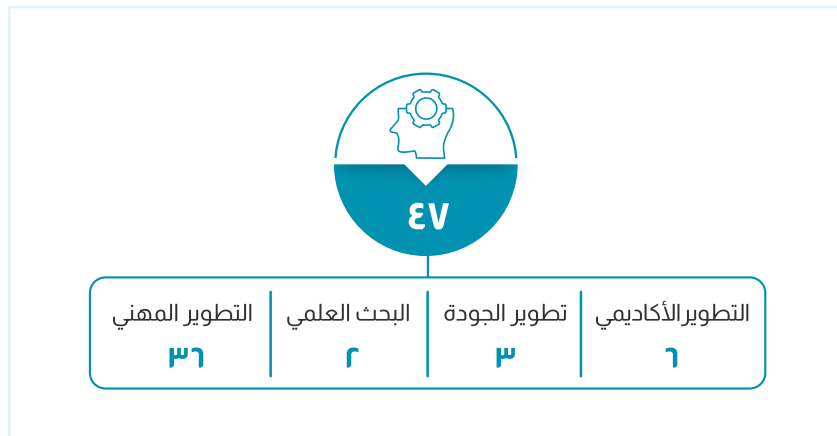 ٤٧
التطويرالأكاديمي
٦
تطوير الجودة
٣
البحث العلمي
٢
التطوير المهني
٣٦